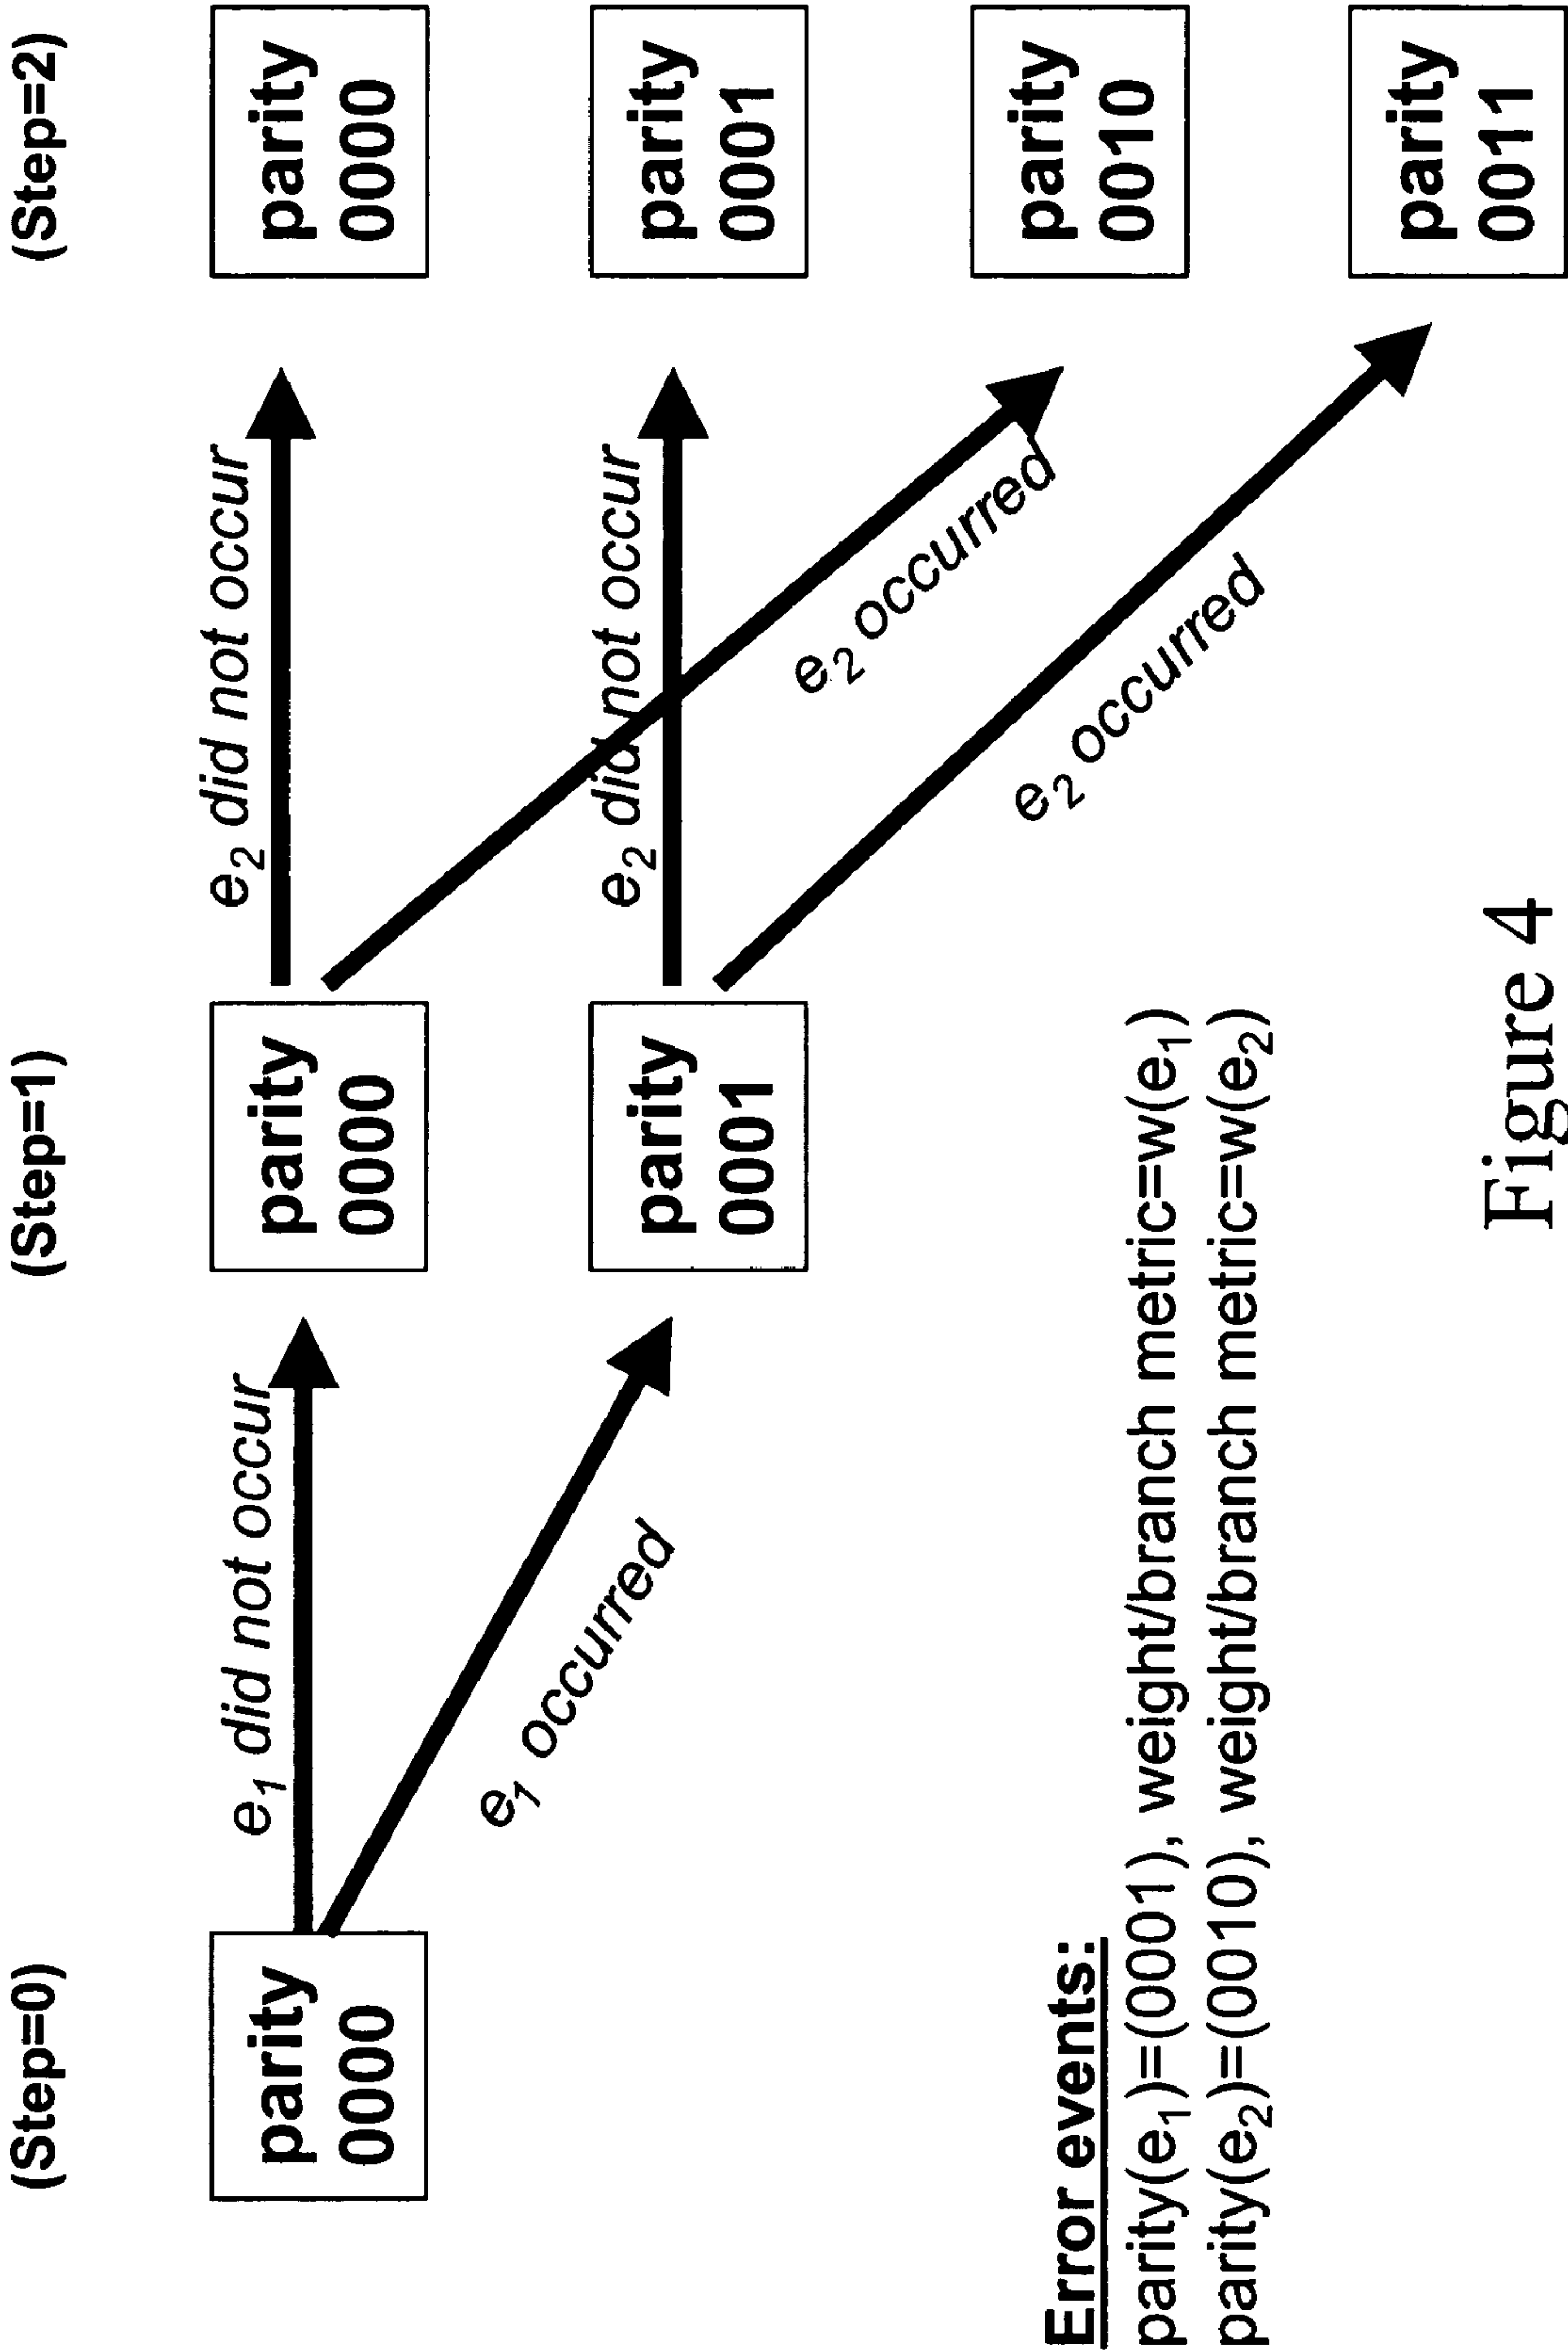 (Step=0)
(Step=1)
(Step=2)
parity
0000
e1 did not occur
e1 occurred
parity
0000
parity
0001
e2 did not occur
e2 did not occur
e2 occurred
e2 occurred
parity
0000
parity
0001
parity
0010
parity
0011
Error events:
parity(e1)=(0001), weight/branch metric=w(e1)
parity(e2)=(0010), weight/branch metric=w(e2)
Figure 4